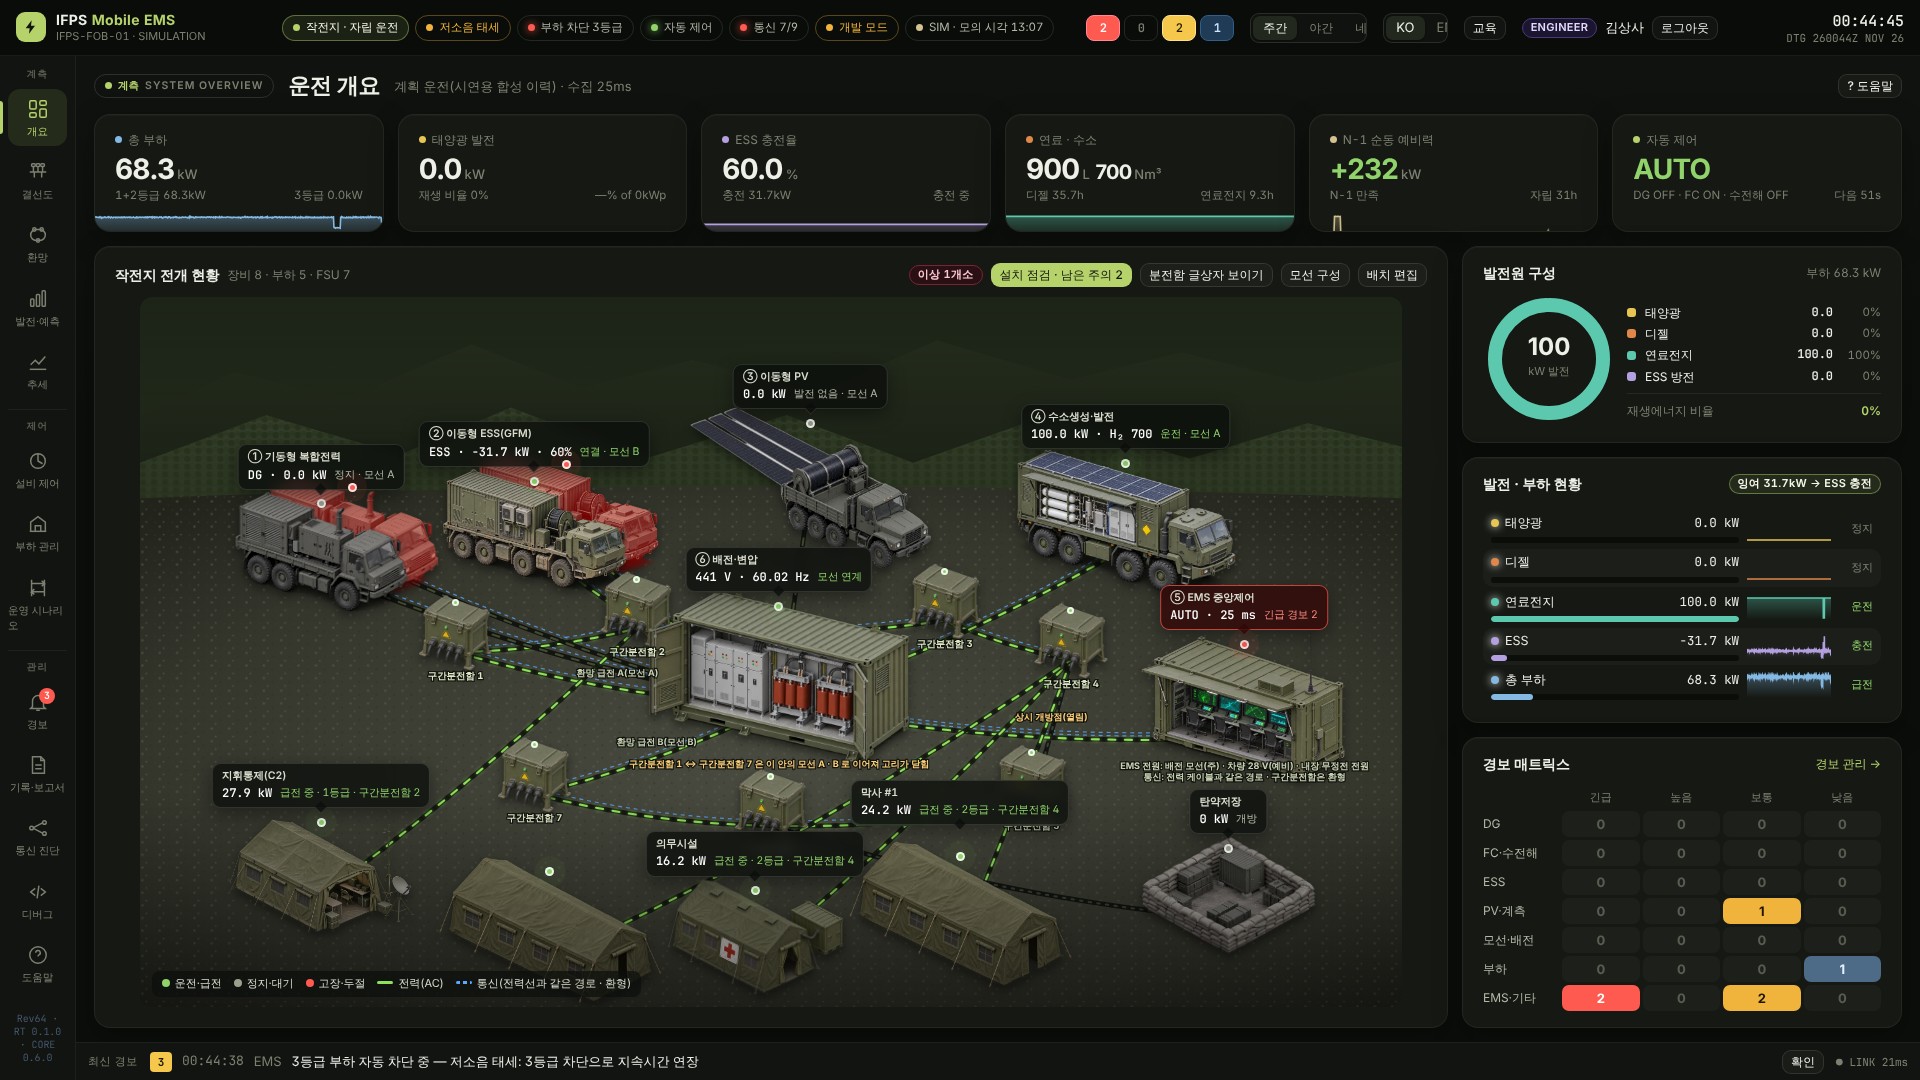 IFPS Mobile EMS
IFPS-FOB-01 · SIMULATION
작전지 · 자립 운전
저소음 태세
부하 차단 3등급
자동 제어
통신 7/9
개발 모드
SIM · 모의 시각 13:07
2 0 2 1
주간 야간
KO
교육
ENGINEER 김상사 로그아웃
00:44:45
DTG 260044Z NOV 26
계측
개요
결선도
환망
발전·예측
추세
제어
설비 제어
부하 관리
운영 시나리
오
관리
3
경보
기록·보고서
통신 진단
디버그
도움말
Rev64 ·
RT 0.1.0
· CORE
0.6.0
계측 SYSTEM OVERVIEW
운전 개요
계획 운전(시연용 합성 이력) · 수집 25ms
? 도움말
총 부하
68.3 kW
1+2등급 68.3kW 3등급 0.0kW
태양광 발전
0.0 kW
재생 비율 0% —% of 0kWp
ESS 충전율
60.0 %
충전 31.7kW 충전 중
연료 · 수소
900 L 700 Nm³
디젤 35.7h 연료전지 9.3h
N-1 순동 예비력
+232 kW
N-1 만족 자립 31h
자동 제어
AUTO
DG OFF · FC ON · 수전해 OFF 다음 51s
작전지 전개 현황 장비 8 · 부하 5 · FSU 7
이상 1개소
설치 점검 · 남은 주의 2
분전함 글상자 보이기
모선 구성
배치 편집
③ 이동형 PV
0.0 kW 발전 없음 · 모선 A
④ 수소생성·발전
100.0 kW · H₂ 700 운전 · 모선 A
② 이동형 ESS(GFM)
ESS · -31.7 kW · 60% 연결 · 모선 B
① 기동형 복합전력
DG · 0.0 kW 정지 · 모선 A
⑥ 배전·변압
441 V · 60.02 Hz 모선 연계
⑤ EMS 중앙제어
AUTO · 25 ms 긴급 경보 2
구간분전함 1
구간분전함 2
구간분전함 3
구간분전함 4
환망 급전 A(모선 A)
상시 개방점(열림)
환망 급전 B(모선 B)
구간분전함 1 ↔ 구간분전함 7 은 이 안의 모선 A · B 로 이어져 고리가 닫힘
EMS 전원: 배전 모선(주) · 차량 28 V(예비) · 내장 무정전 전원
통신: 전력 케이블과 같은 경로 · 구간분전함은 환형
구간분전함 7
지휘통제(C2)
27.9 kW 급전 중 · 1등급 · 구간분전함 2
막사 #1
24.2 kW 급전 중 · 2등급 · 구간분전함 4
탄약저장
0 kW 개방
의무시설
16.2 kW 급전 중 · 2등급 · 구간분전함 4
운전·급전
정지·대기
고장·두절
전력(AC)
통신(전력선과 같은 경로 · 환형)
발전원 구성 부하 68.3 kW
100
kW 발전
태양광 0.0 0%
디젤 0.0 0%
연료전지 100.0 100%
ESS 방전 0.0 0%
재생에너지 비율 0%
발전 · 부하 현황 잉여 31.7kW → ESS 충전
태양광 0.0 kW 정지
디젤 0.0 kW 정지
연료전지 100.0 kW 운전
ESS -31.7 kW 충전
총 부하 68.3 kW 급전
경보 매트릭스 경보 관리 →
긴급 높음 보통 낮음
DG 0 0 0 0
FC·수전해 0 0 0 0
ESS 0 0 0 0
PV·계측 0 0 1 0
모선·배전 0 0 0 0
부하 0 0 0 1
EMS·기타 2 0 2 0
최신 경보 3 00:44:38 EMS 3등급 부하 자동 차단 중 — 저소음 태세: 3등급 차단으로 지속시간 연장
확인
LINK 21ms